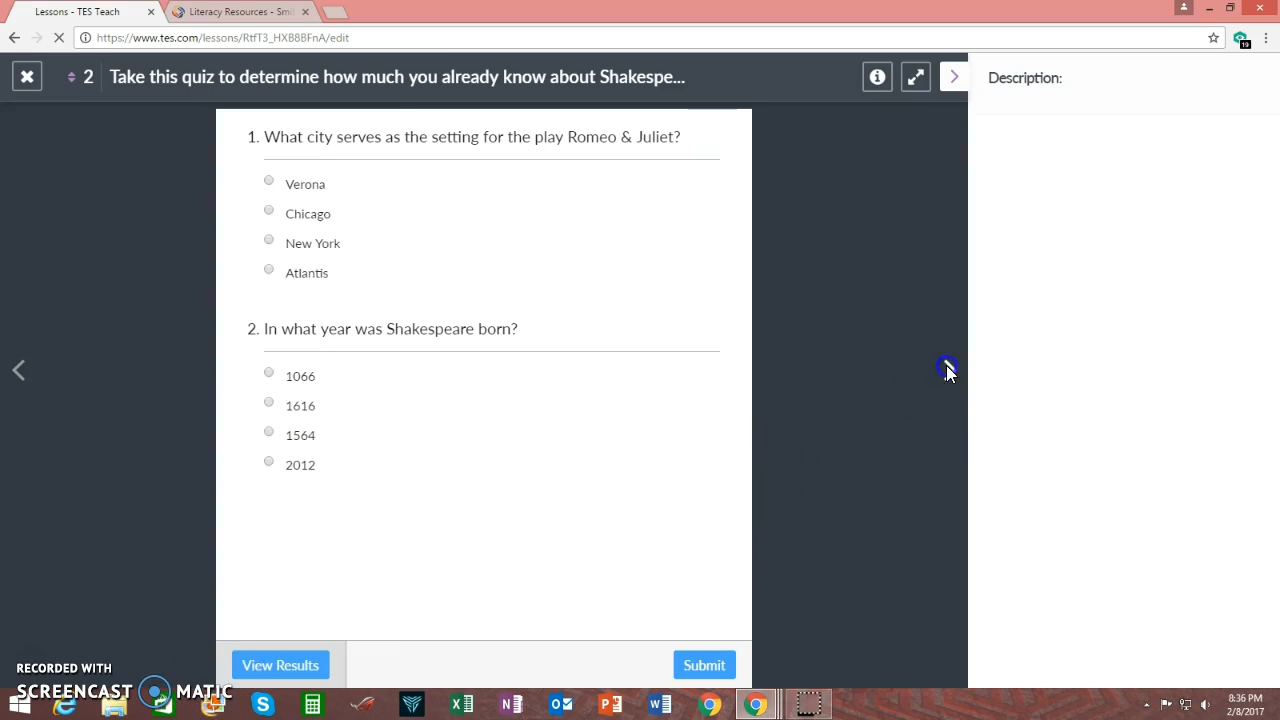 Lessons - TES Teach
Literacy Resources - Smi
https://www.tes.com/lessons/RtfT3_HXB8BFnA/edit
19
2 Take this quiz to determine how much you already know about Shakespe...
Description:
1. What city serves as the setting for the play Romeo & Juliet?
Verona
Chicago
New York
Atlantis
2. In what year was Shakespeare born?
1066
1616
1564
2012
View Results
Submit
RECORDED WITH
SCREENCAST MATIC
8:36 PM
2/8/2017